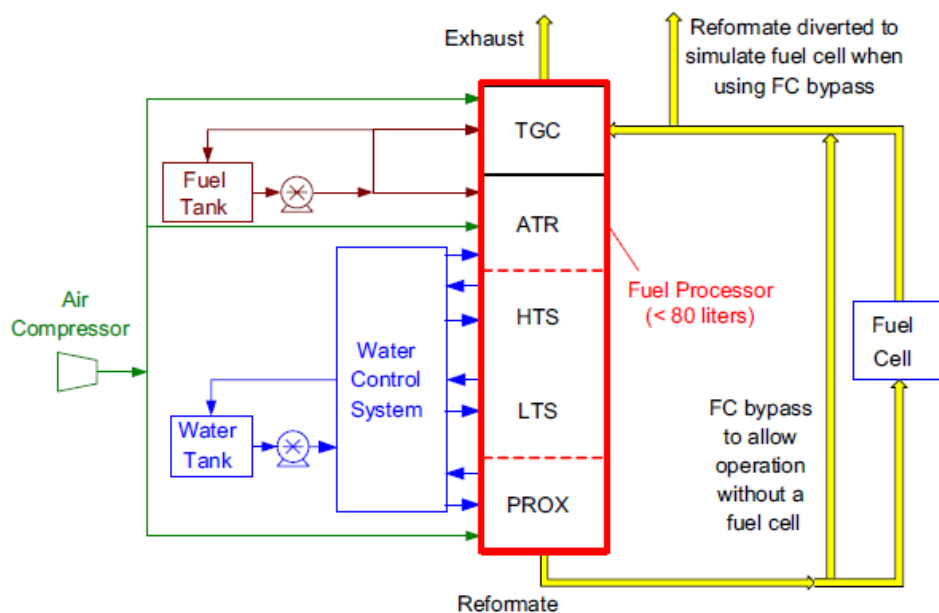 Exhaust
Reformate diverted to
simulate fuel cell when
using FC bypass
TGC
Fuel
Tank
ATR
Air
Compressor
Fuel Processor
(< 80 liters)
HTS
Fuel
Cell
Water
Control
System
LTS
FC bypass
to allow
operation
without a
fuel cell
Water
Tank
PROX
Reformate